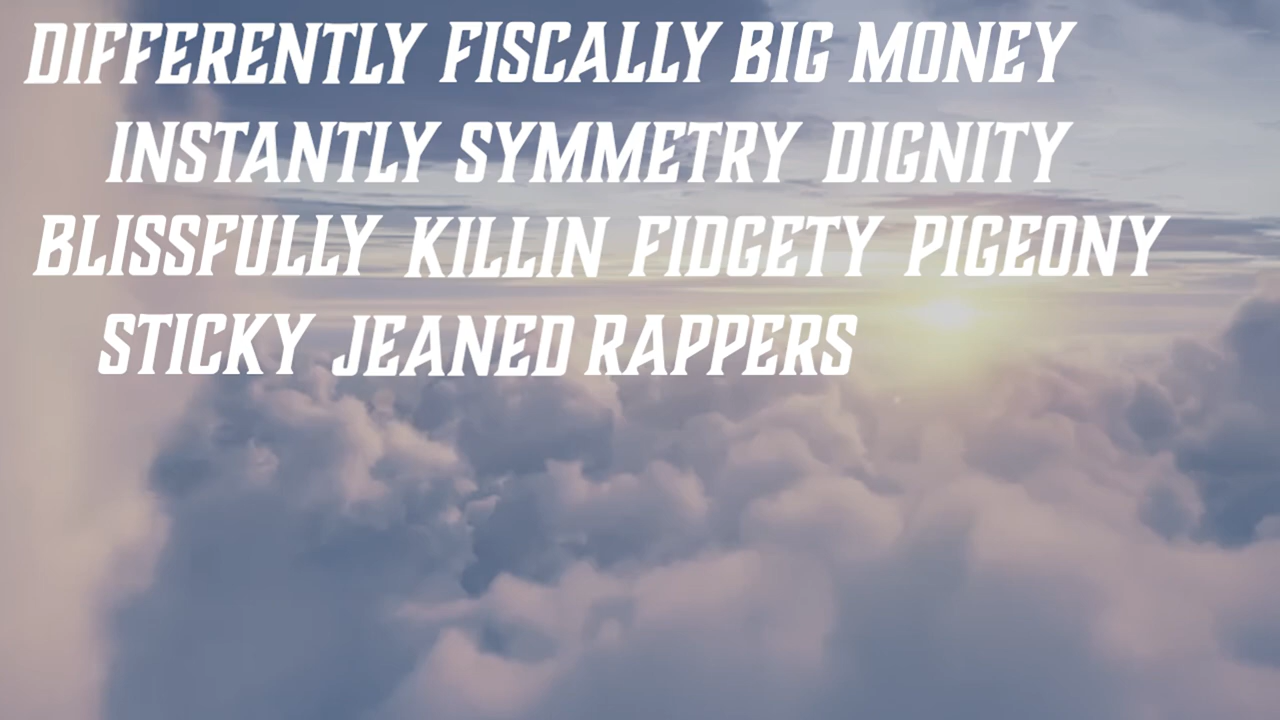 DIFFERENTLY FISCALLY BIG MONEY
INSTANTLY SYMMETRY DIGNITY
BLISSFULLY KILLIN FIDGETY PIGEONY
STICKY JEANED RAPPERS